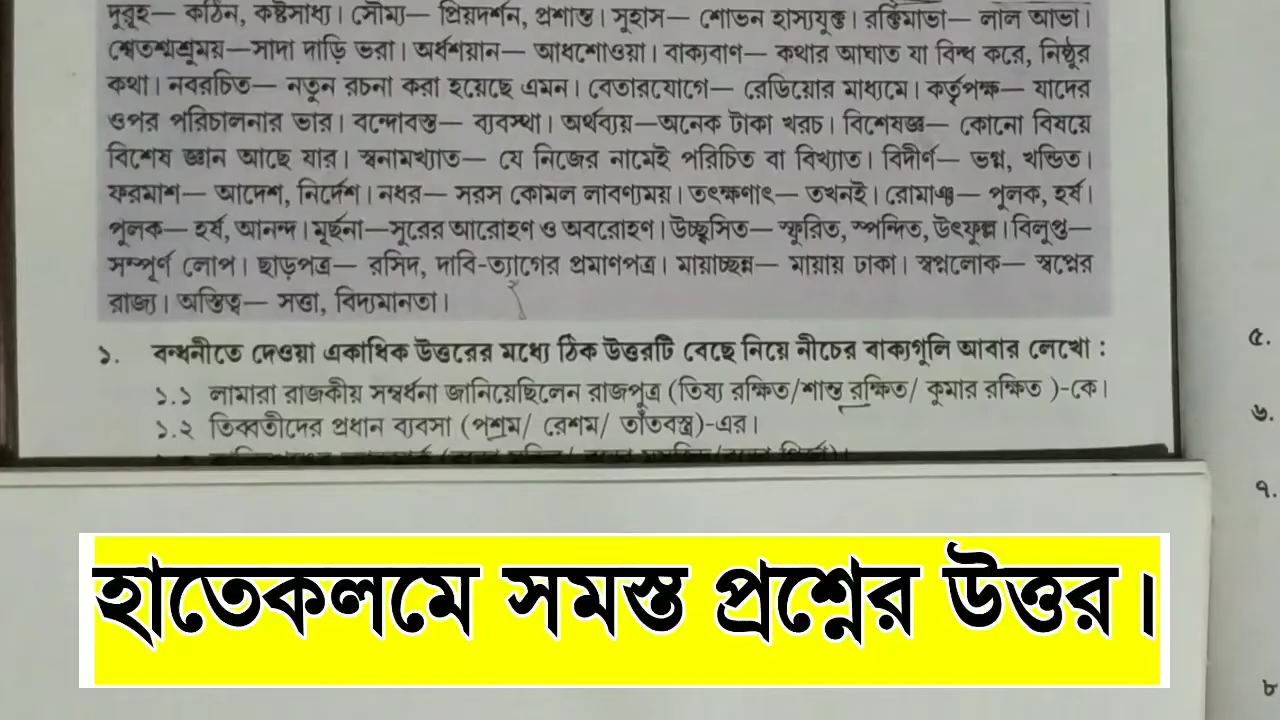 দুরূহ— কঠিন, কষ্টসাধ্য। সৌম্য— প্রিয়দর্শন, প্রশান্ত। সুহাস— শোভন হাস্যযুক্ত। রক্তিমাভা— লাল আভা।
শ্বেতশ্মশ্রুময়—সাদা দাড়ি ভরা। অর্ধশয়ান— আধশোওয়া। বাক্যবাণ— কথার আঘাত যা বিদ্ধ করে, নিষ্ঠুর
কথা। নবরচিত— নতুন রচনা করা হয়েছে এমন। বেতারযোগে— রেডিয়োর মাধ্যমে। কর্তৃপক্ষ— যাদের
ওপর পরিচালনার ভার। বন্দোবস্ত— ব্যবস্থা। অর্থব্যয়—অনেক টাকা খরচ। বিশেষজ্ঞ— কোনো বিষয়ে
বিশেষ জ্ঞান আছে যার। স্বনামখ্যাত— যে নিজের নামেই পরিচিত বা বিখ্যাত। বিদীর্ণ— ভগ্ন, খণ্ডিত।
ফরমাশ— আদেশ, নির্দেশ। নধর— সরস কোমল লাবণ্যময়। তৎক্ষণাৎ— তখনই। রোমাঞ্চ— পুলক, হর্ষ।
পুলক— হর্ষ, আনন্দ। মূর্ছনা—সুরের আরোহণ ও অবরোহণ। উচ্ছ্বসিত— স্ফুরিত, স্পন্দিত, উৎফুল্ল। বিলুপ্ত—
সম্পূর্ণ লোপ। ছাড়পত্র— রসিদ, দাবি-ত্যাগের প্রমাণপত্র। মায়াচ্ছন্ন— মায়ায় ঢাকা। স্বপ্নলোক— স্বপ্নের
রাজ্য। অস্তিত্ব— সত্তা, বিদ্যমানতা।
১. বন্ধনীতে দেওয়া একাধিক উত্তরের মধ্যে ঠিক উত্তরটি বেছে নিয়ে নীচের বাক্যগুলি আবার লেখো :
১.১ লামারা রাজকীয় সম্বর্ধনা জানিয়েছিলেন রাজপুত্র (তিষ্য রক্ষিত/শান্ত রক্ষিত/ কুমার রক্ষিত )-কে।
১.২ তিব্বতীদের প্রধান ব্যবসা (পশম/ রেশম/ তাঁতবস্ত্র)-এর।
৫.
৬.
৭.
৮
হাতেকলমে সমস্ত প্রশ্নের উত্তর।